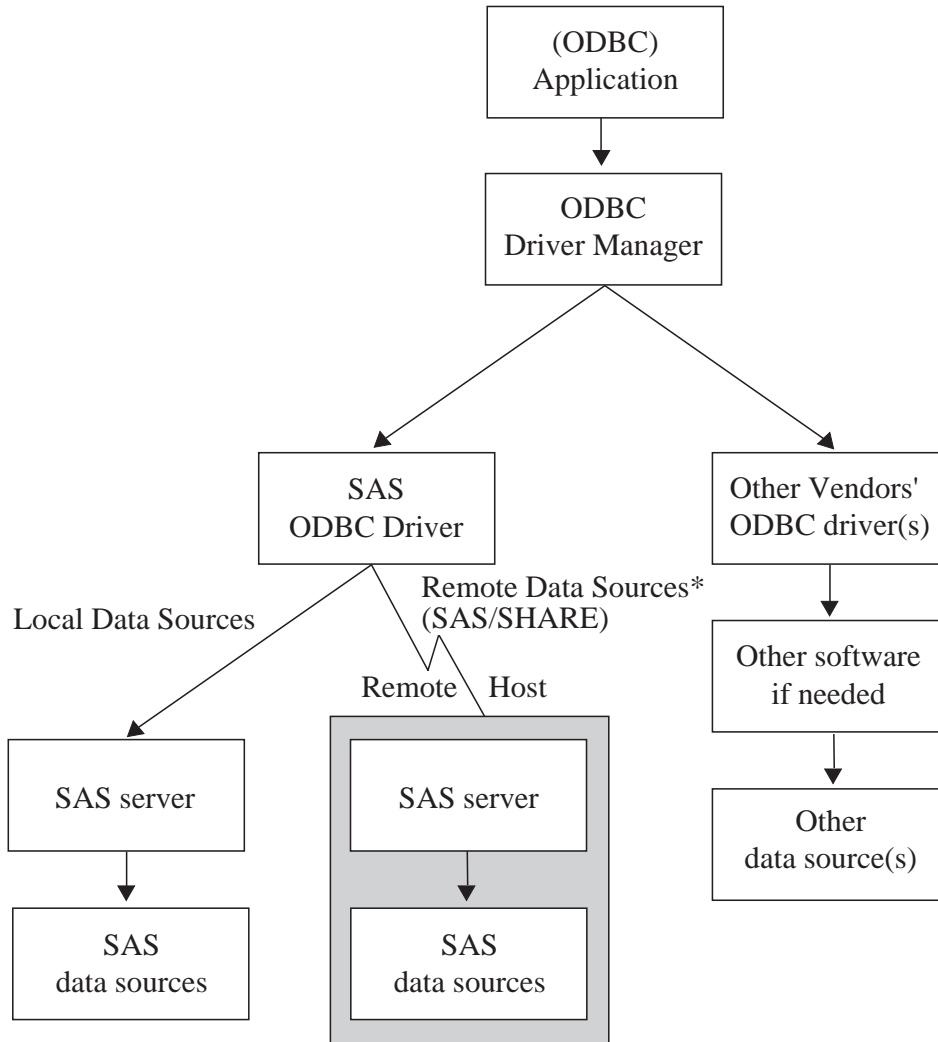 (ODBC)
Application
ODBC
Driver Manager
SAS
ODBC Driver
Other Vendors'
ODBC driver(s)
Local Data Sources
Remote Data Sources*
(SAS/SHARE)
Remote Host
Other software
if needed
SAS server
SAS server
Other
data source(s)
SAS
data sources
SAS
data sources